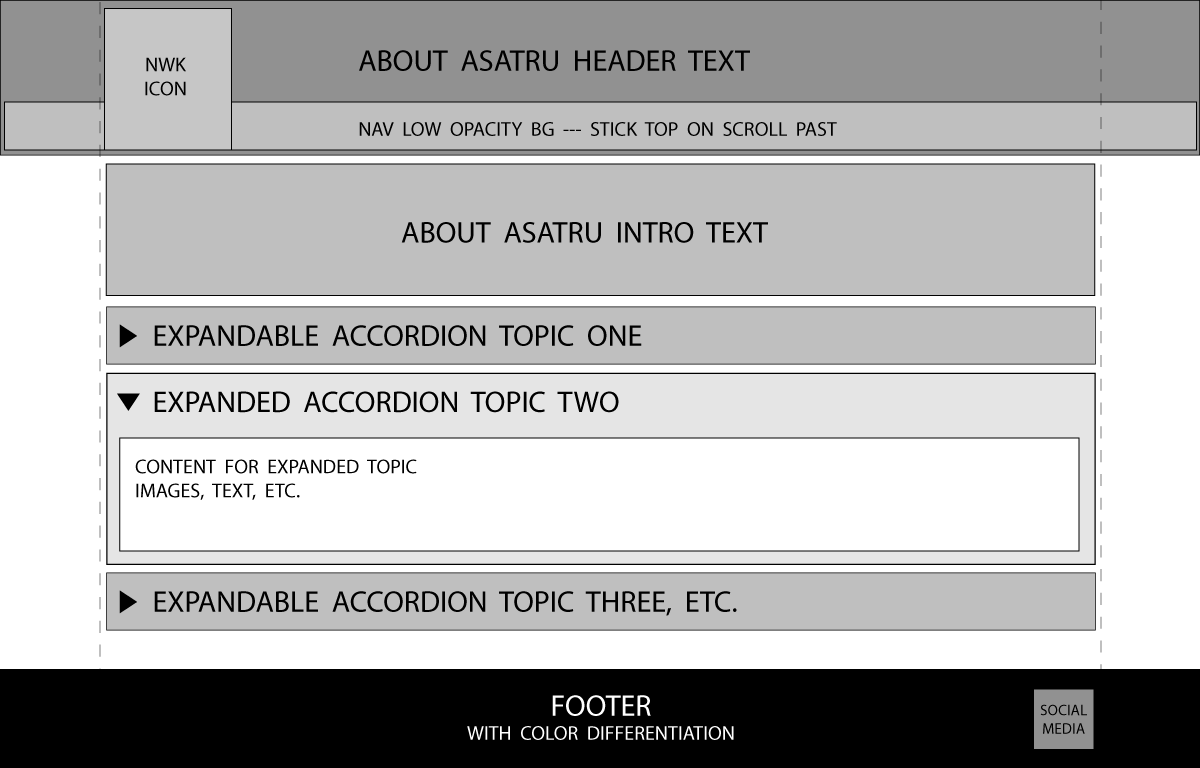 NWK
ICON
ABOUT ASATRU HEADER TEXT
NAV LOW OPACITY BG --- STICK TOP ON SCROLL PAST
ABOUT ASATRU INTRO TEXT
EXPANDABLE ACCORDION TOPIC ONE
EXPANDED ACCORDION TOPIC TWO
CONTENT FOR EXPANDED TOPIC
IMAGES, TEXT, ETC.
EXPANDABLE ACCORDION TOPIC THREE, ETC.
FOOTER
WITH COLOR DIFFERENTIATION
SOCIAL
MEDIA